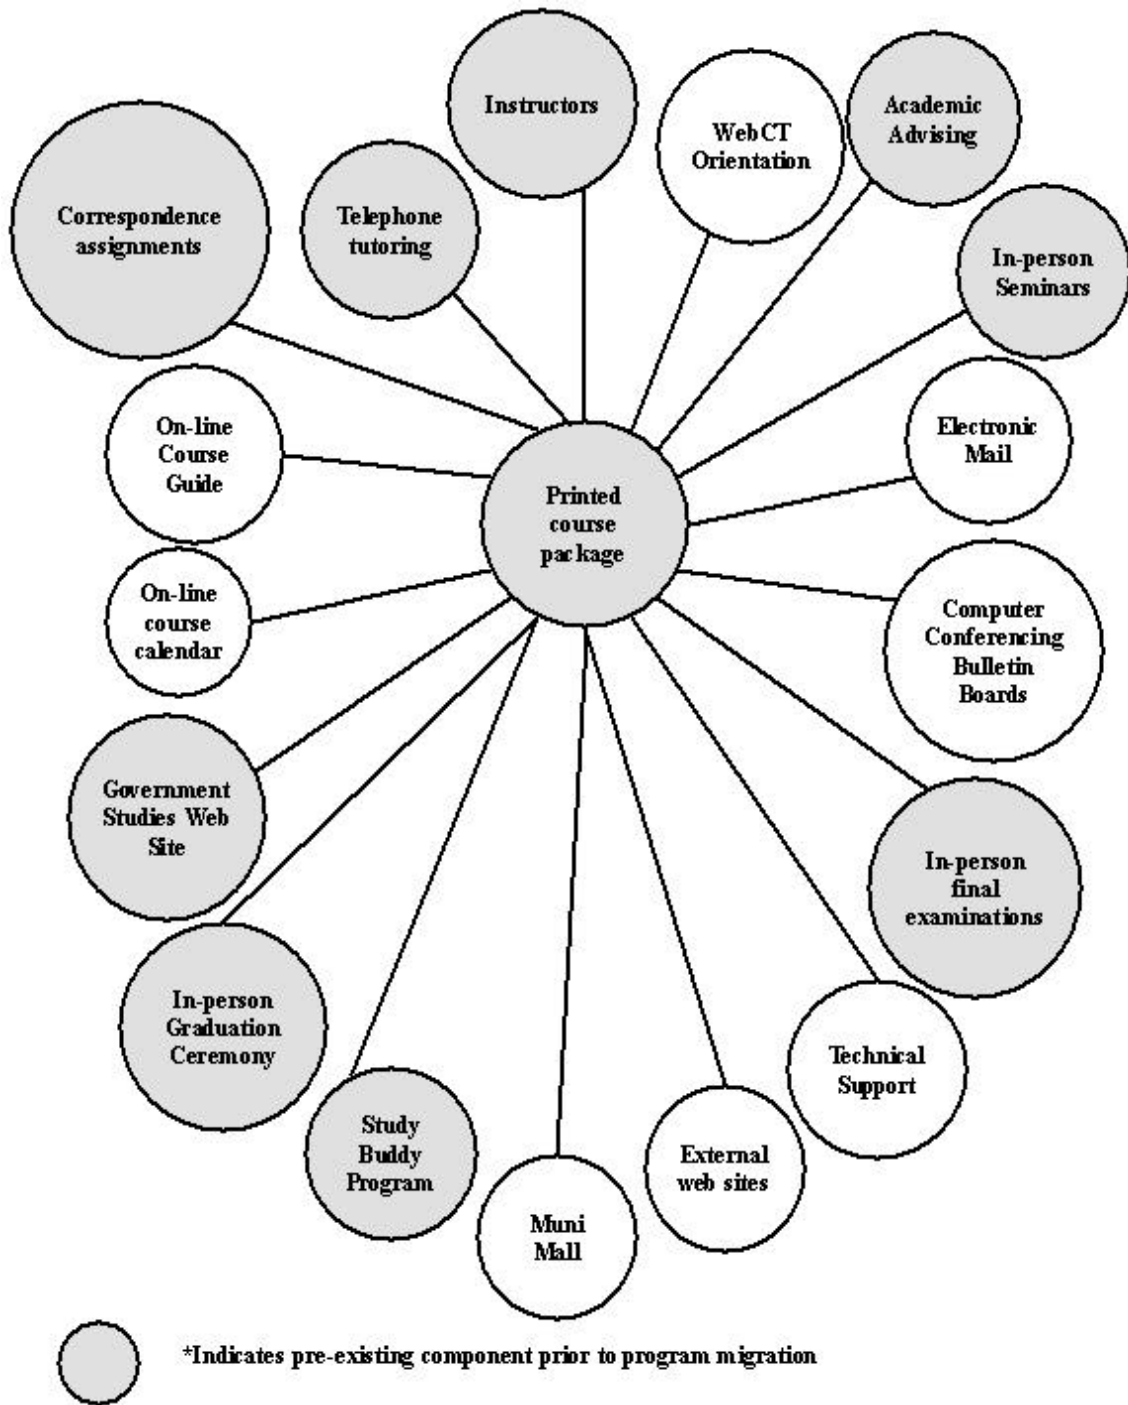 Instructors
WebCT
Orientation
Academic
Advising
Correspondence
assignments
Telephone
tutoring
In-person
Seminars
On-line
Course
Guide
Electronic
Mail
Printed
course
package
On-line
course
calendar
Computer
Conferencing
Bulletin
Boards
Government
Studies Web
Site
In-person
final
examinations
In-person
Graduation
Ceremony
Technical
Support
Study
Buddy
Program
External
web sites
Muni
Mall
*Indicates pre-existing component prior to program migration